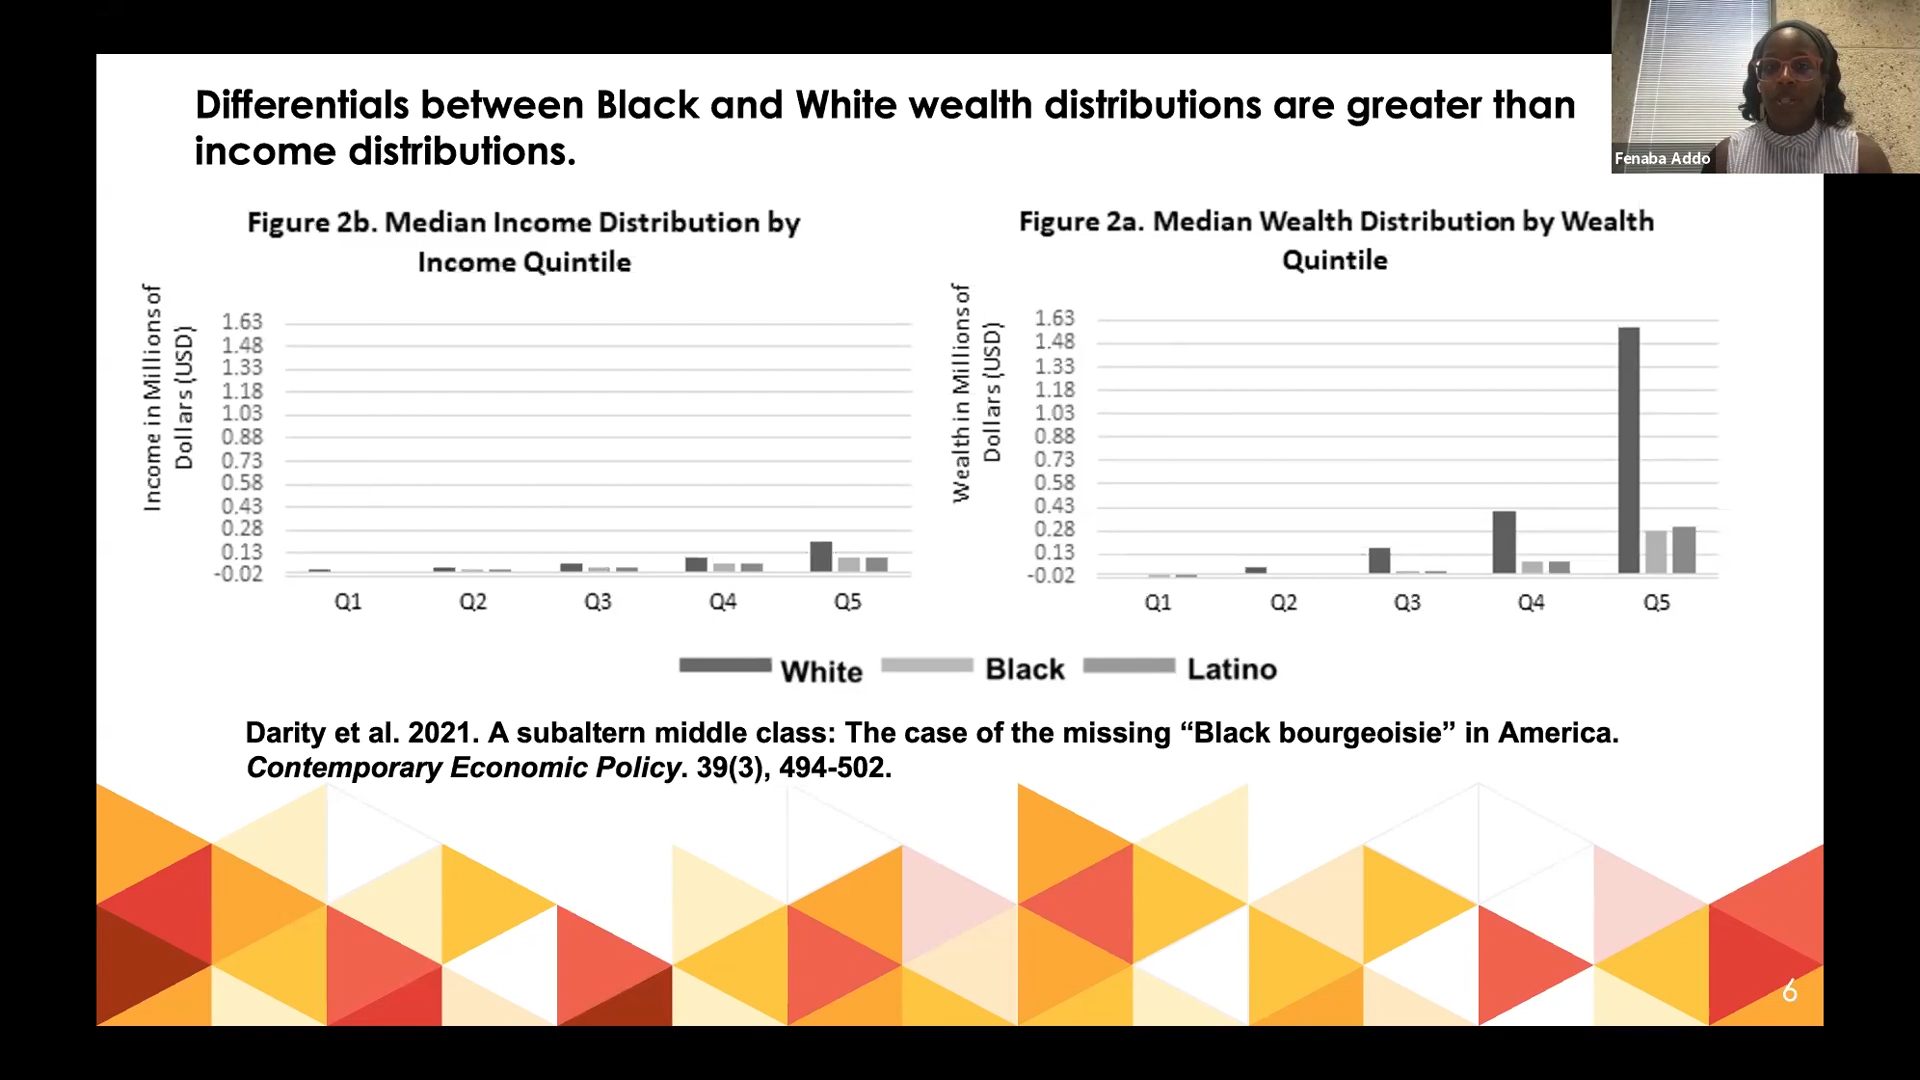 Differentials between Black and White wealth distributions are greater than
income distributions.
Fenaba Addo
Figure 2b. Median Income Distribution by
Income Quintile
Income in Millions of
Dollars (USD)
1.63
1.48
1.33
1.18
1.03
0.88
0.73
0.58
0.43
0.28
0.13
-0.02
Q1 Q2 Q3 Q4 Q5
Figure 2a. Median Wealth Distribution by Wealth
Quintile
Wealth in Millions of
Dollars (USD)
1.63
1.48
1.33
1.18
1.03
0.88
0.73
0.58
0.43
0.28
0.13
-0.02
Q1 Q2 Q3 Q4 Q5
White Black Latino
Darity et al. 2021. A subaltern middle class: The case of the missing “Black bourgeoisie” in America.
Contemporary Economic Policy. 39(3), 494-502.
6